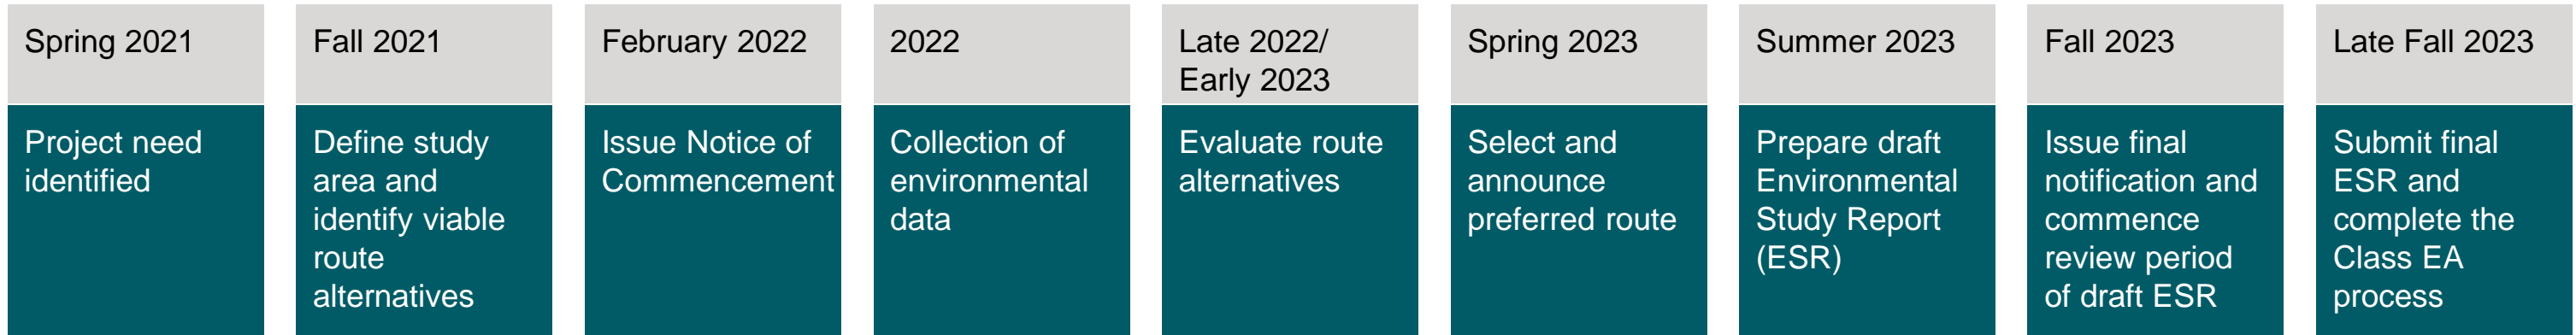 Spring 2021
Project need
identified
Fall 2021
Define study
area and
identify viable
route
alternatives
February 2022
Issue Notice of
Commencement
2022
Collection of
environmental
data
Late 2022/
Early 2023
Evaluate route
alternatives
Spring 2023
Select and
announce
preferred route
Summer 2023
Prepare draft
Environmental
Study Report
(ESR)
Fall 2023
Issue final
notification and
commence
review period
of draft ESR
Late Fall 2023
Submit final
ESR and
complete the
Class EA
process